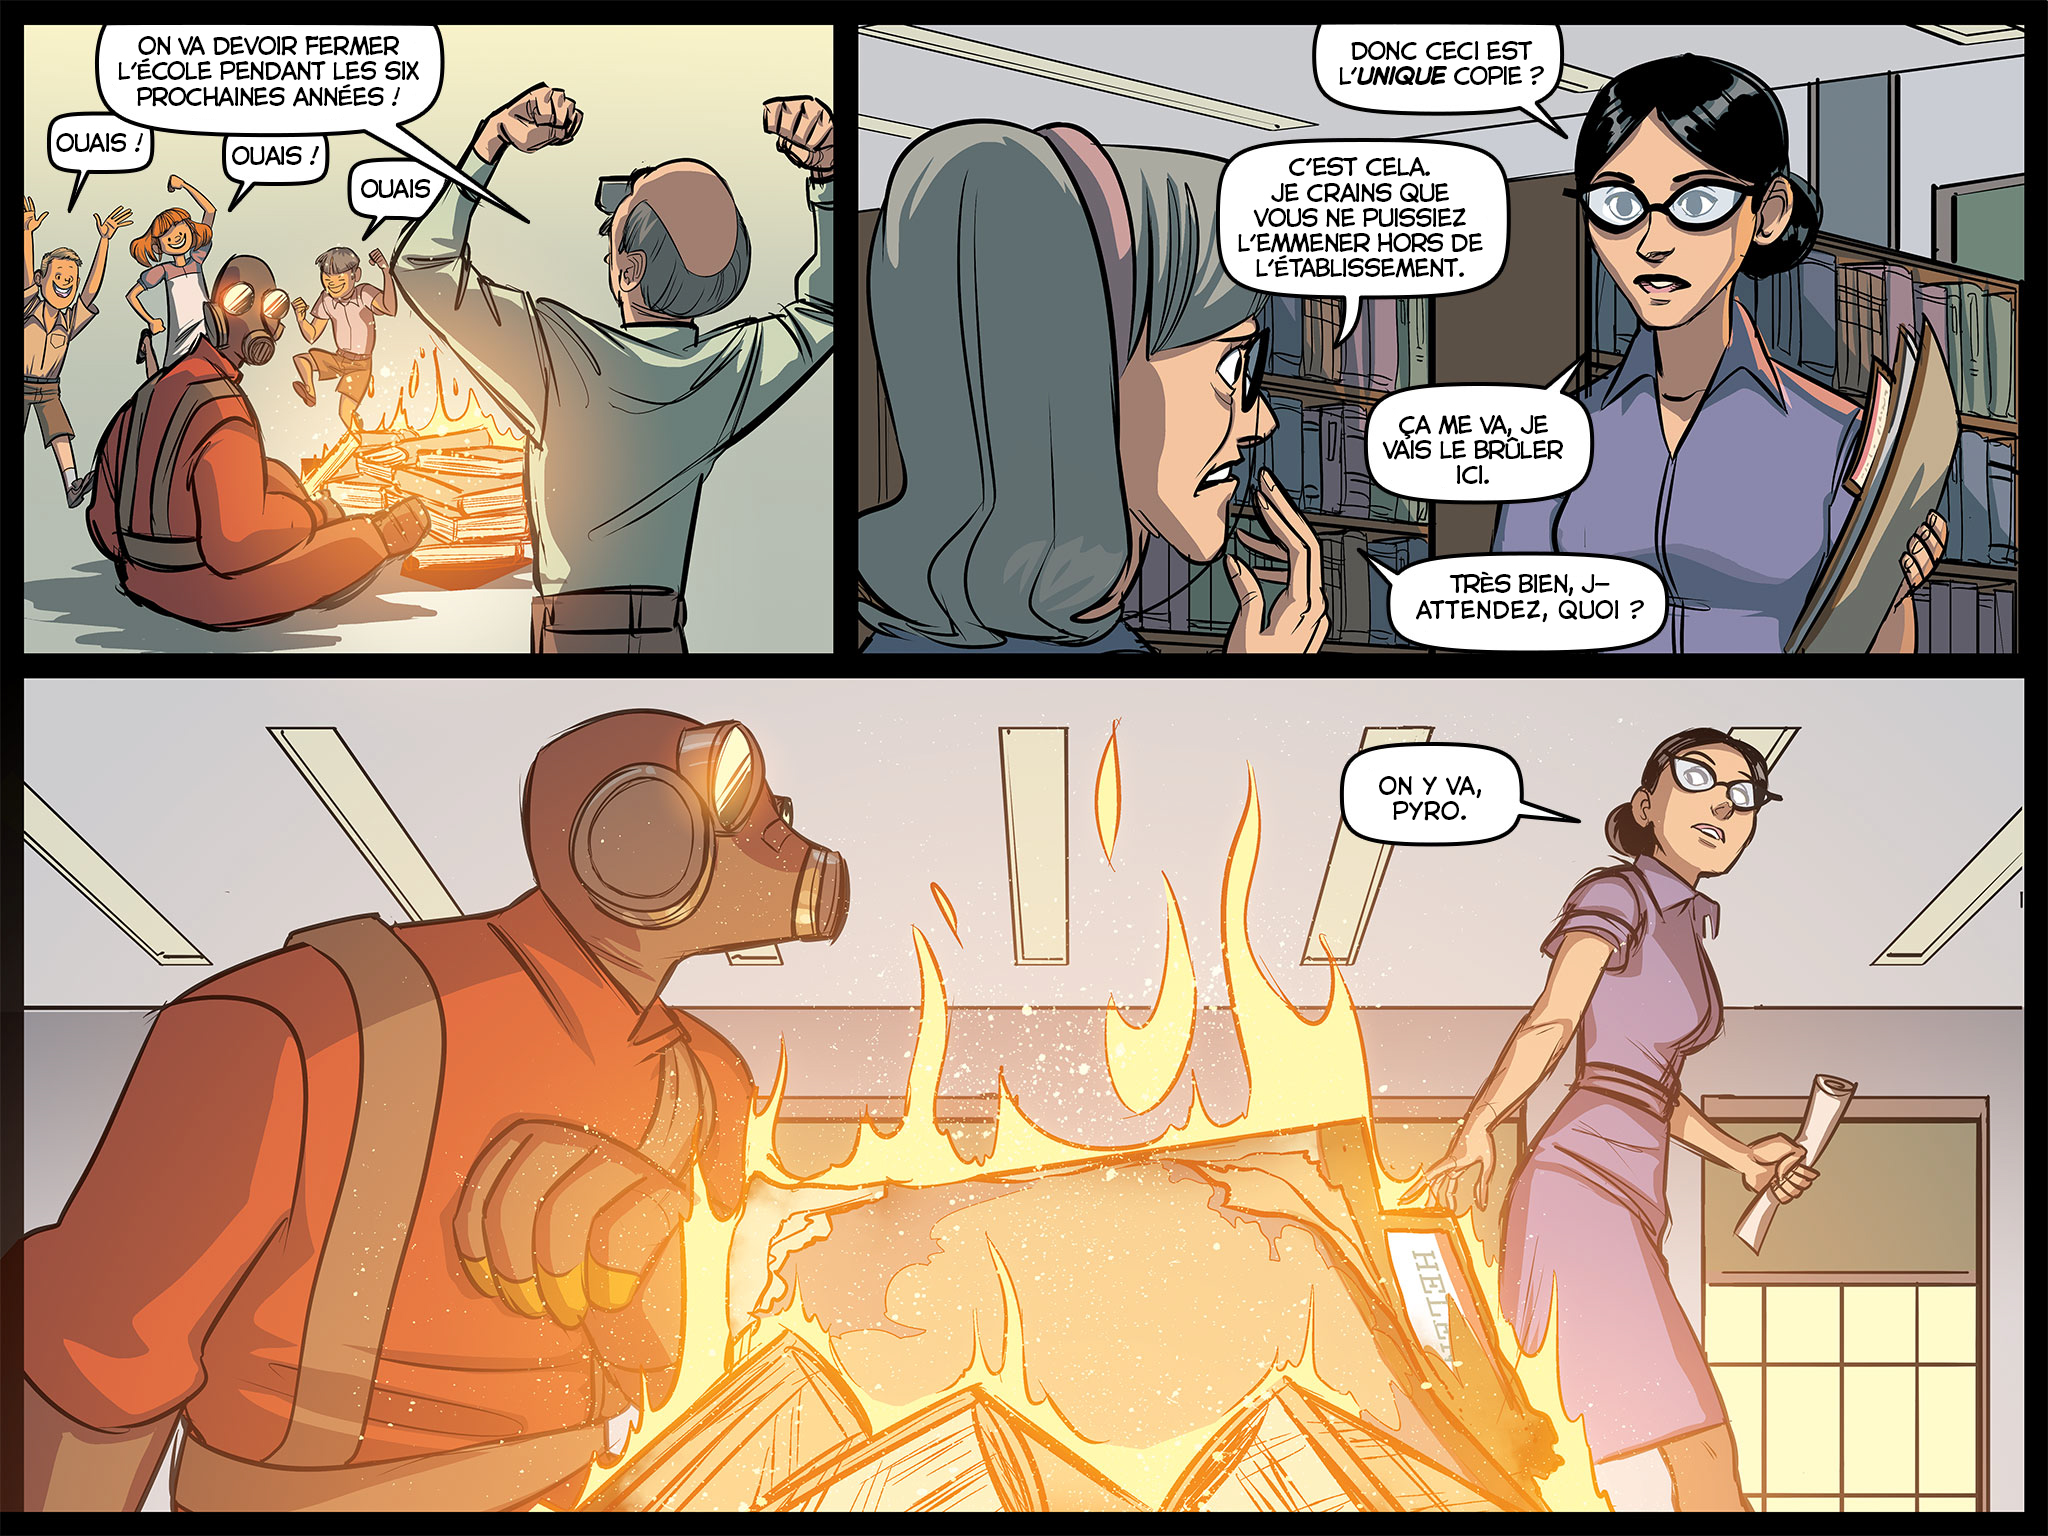 ON VA DEVOIR FERMER
L'ÉCOLE PENDANT LES SIX
PROCHAINES ANNÉES !
OUAIS !
OUAIS !
OUAIS
DONC CECI EST
L'UNIQUE COPIE ?
C'EST CELA.
JE CRAINS QUE
VOUS NE PUISSIEZ
L'EMMENER HORS DE
L'ÉTABLISSEMENT.
ÇA ME VA, JE
VAIS LE BRÛLER
ICI.
TRÈS BIEN, J–
ATTENDEZ, QUOI ?
ON Y VA,
PYRO.